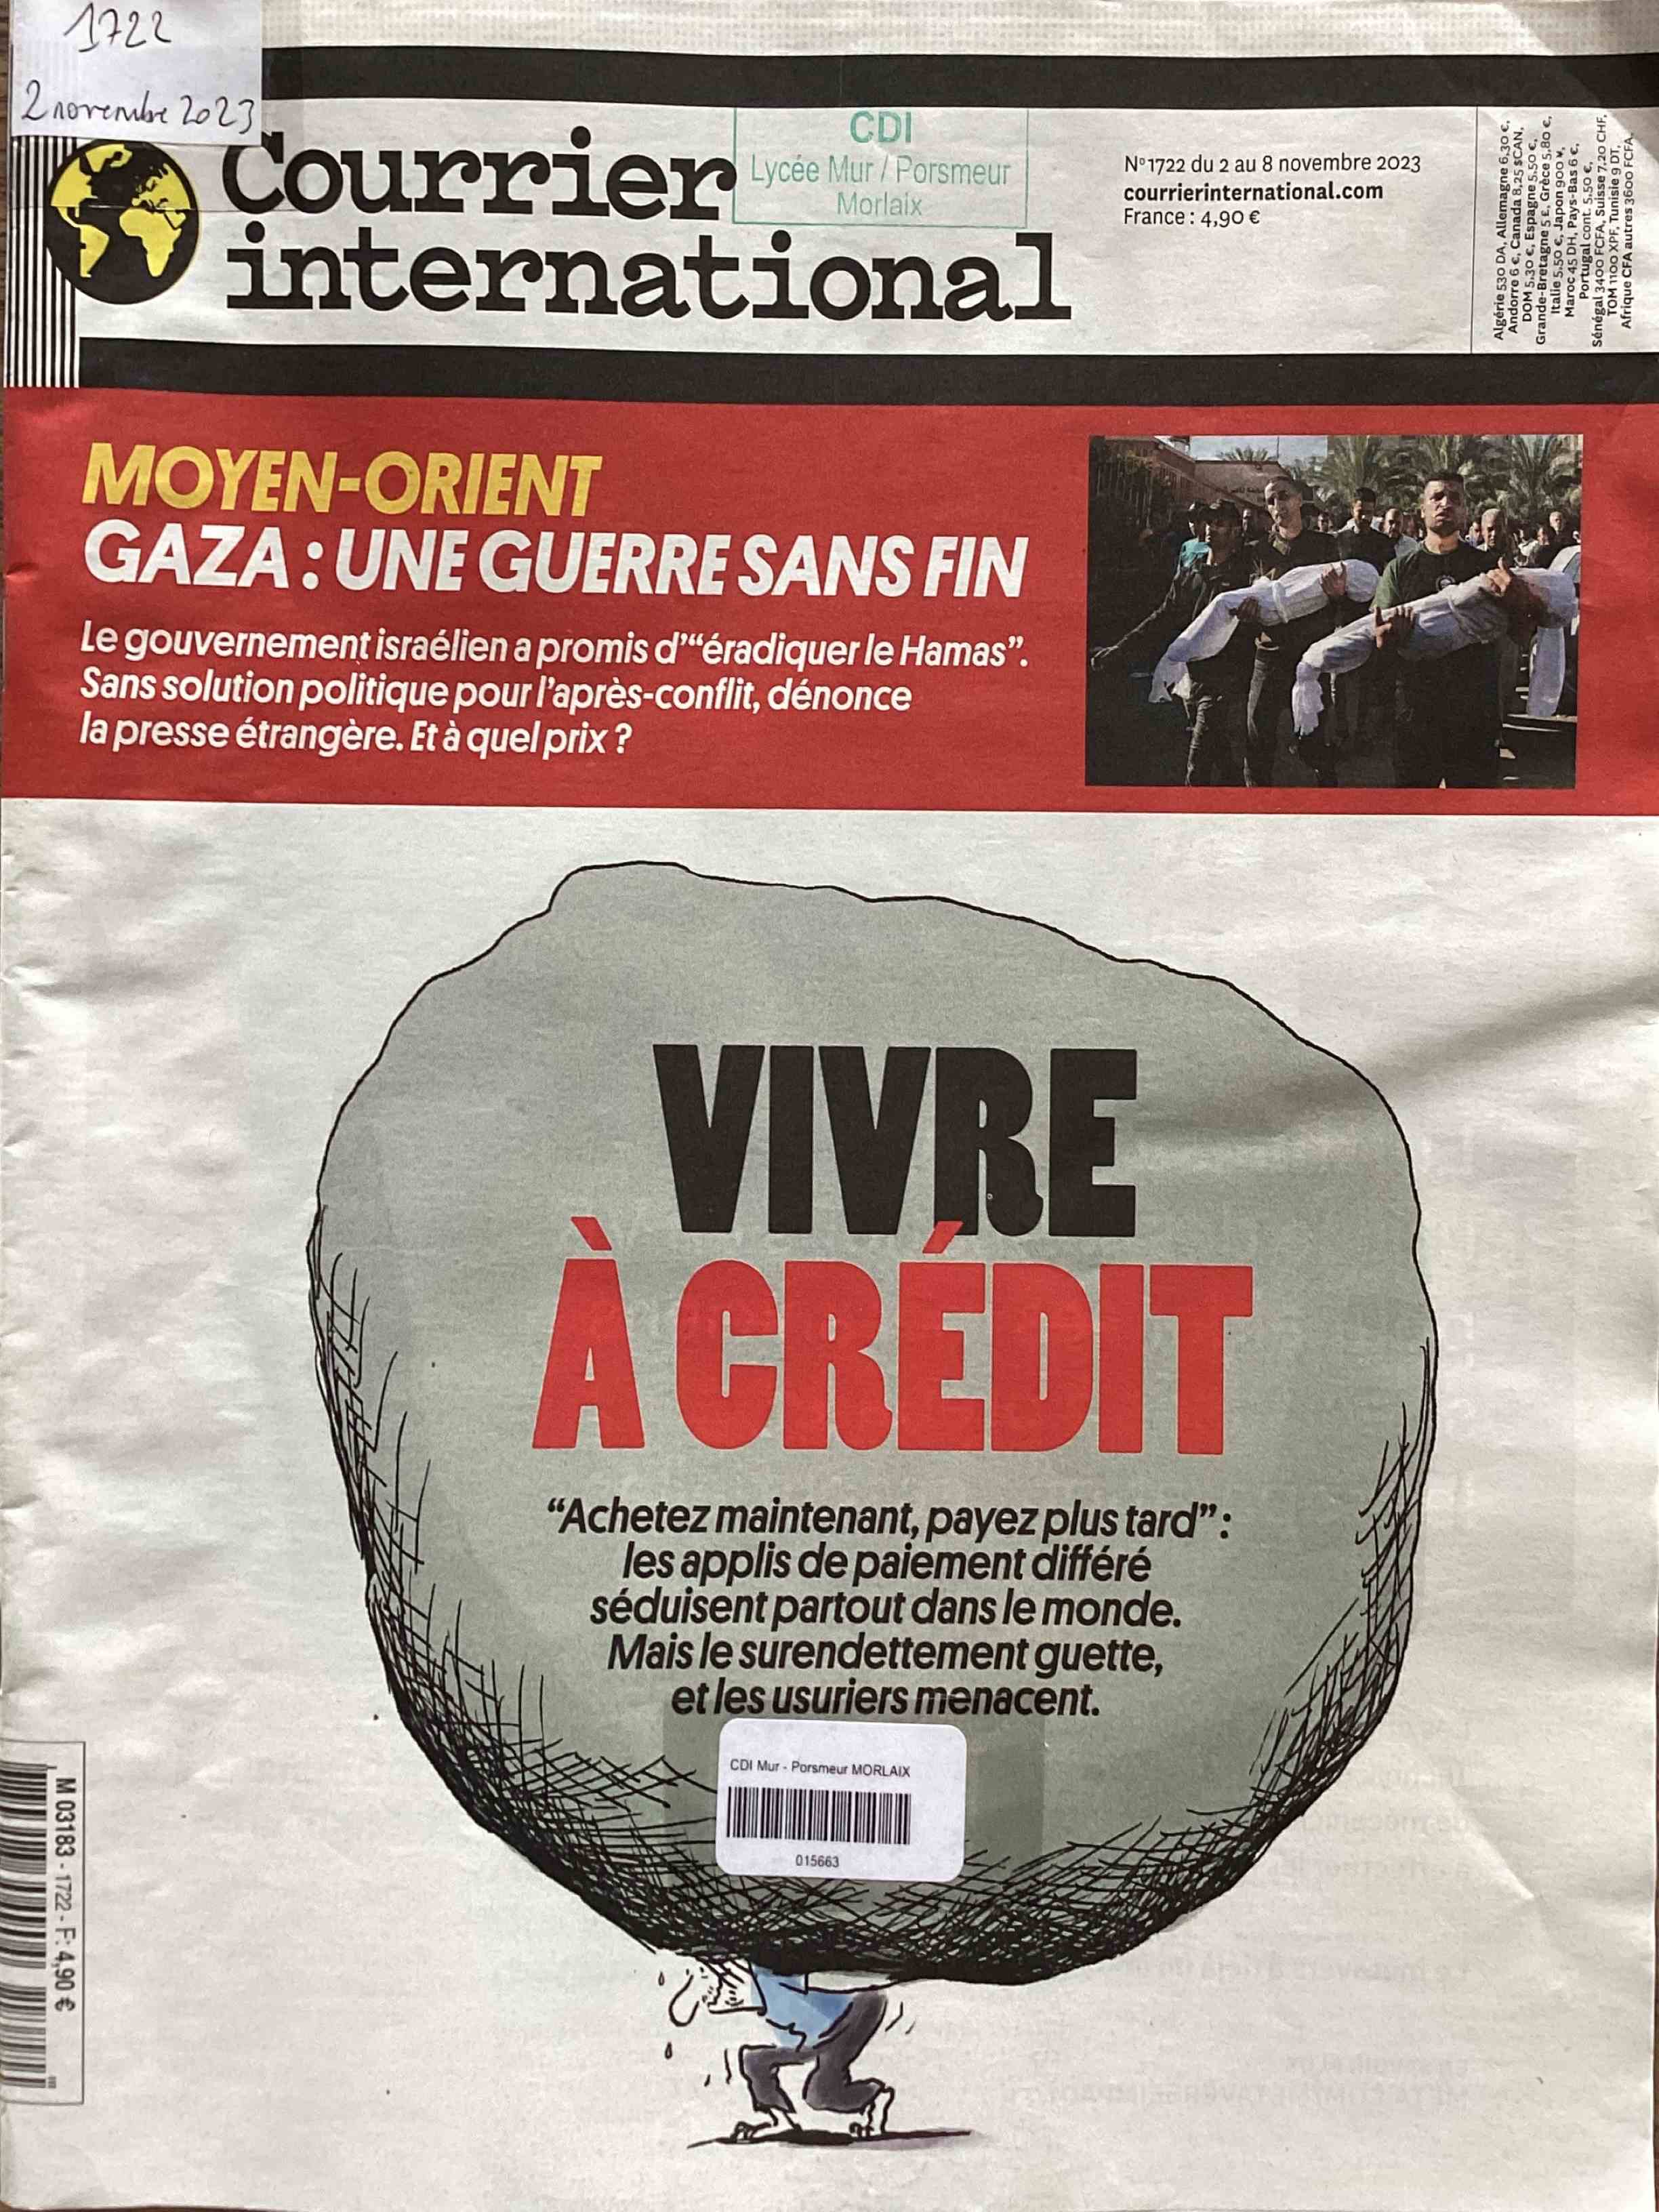 1722
2 novembre 2023
Courrier
international
CDI
Lycée Mur / Porsmeur
Morlaix
N° 1722 du 2 au 8 novembre 2023
courrierinternational.com
France : 4,90 €
Algérie 530 DA, Allemagne 6,30 €,
Andorre 6 €, Canada 8,25 $CAN,
DOM 5,30 €, Espagne 5,50 €,
Grande-Bretagne 5 £, Grèce 5,80 €,
Italie 5,50 €, Japon 900 ¥,
Maroc 45 DH, Pays-Bas 6 €,
Portugal cont. 5,50 €,
Sénégal 3400 FCFA, Suisse 7,20 CHF,
TOM 1100 XPF, Tunisie 9 DT,
Afrique CFA autres 3600 FCFA.
MOYEN-ORIENT
GAZA : UNE GUERRE SANS FIN
Le gouvernement israélien a promis d’“éradiquer le Hamas”.
Sans solution politique pour l’après-conflit, dénonce
la presse étrangère. Et à quel prix ?
VIVRE
À CRÉDIT
“Achetez maintenant, payez plus tard” :
les applis de paiement différé
séduisent partout dans le monde.
Mais le surendettement guette,
et les usuriers menacent.
CDI Mur - Porsmeur MORLAIX
015663
M 03183 - 1722 - F: 4,90 €